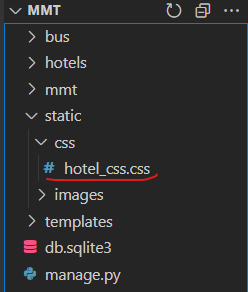 MMT
bus
hotels
mmt
static
css
# hotel_css.css
images
templates
db.sqlite3
manage.py